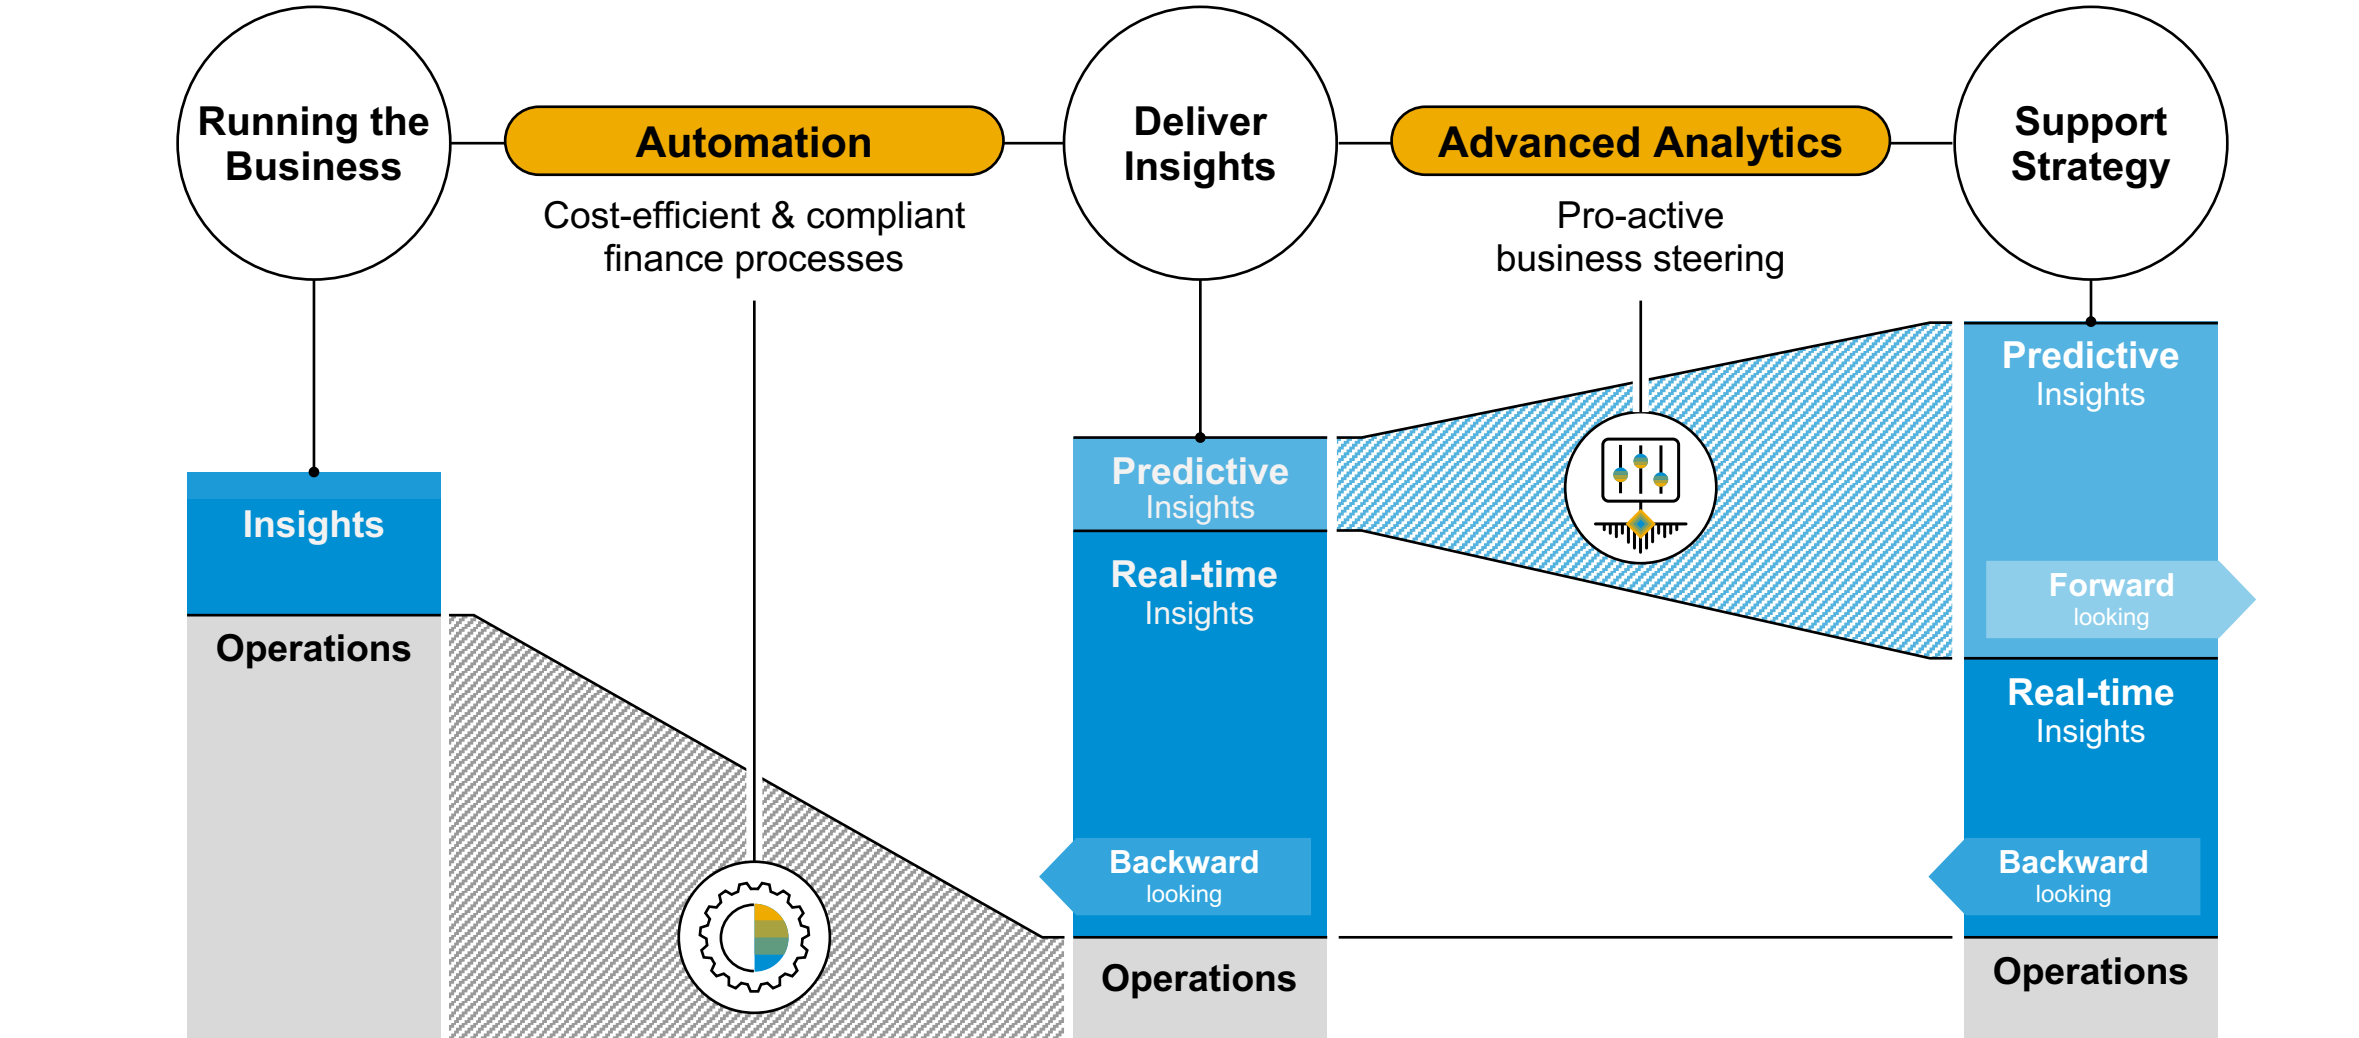 Running the
Business
Automation
Cost-efficient & compliant
finance processes
Deliver
Insights
Advanced Analytics
Pro-active
business steering
Support
Strategy
Insights
Operations
Predictive
Insights
Real-time
Insights
Backward
looking
Operations
Predictive
Insights
Forward
looking
Real-time
Insights
Backward
looking
Operations